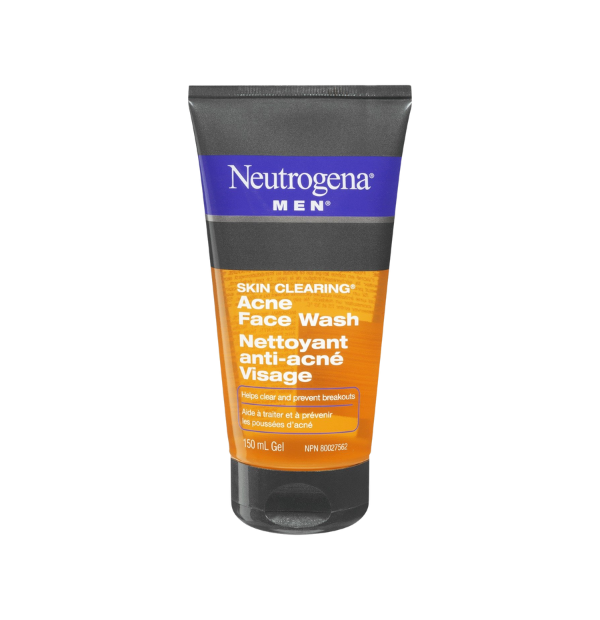 Neutrogena®
MEN®
SKIN CLEARING®
Acne
Face Wash
Nettoyant
anti-acné
Visage
Helps clear and prevent breakouts
Aide à traiter et à prévenir
les poussées d'acné
150 mL Gel NPN 80027562